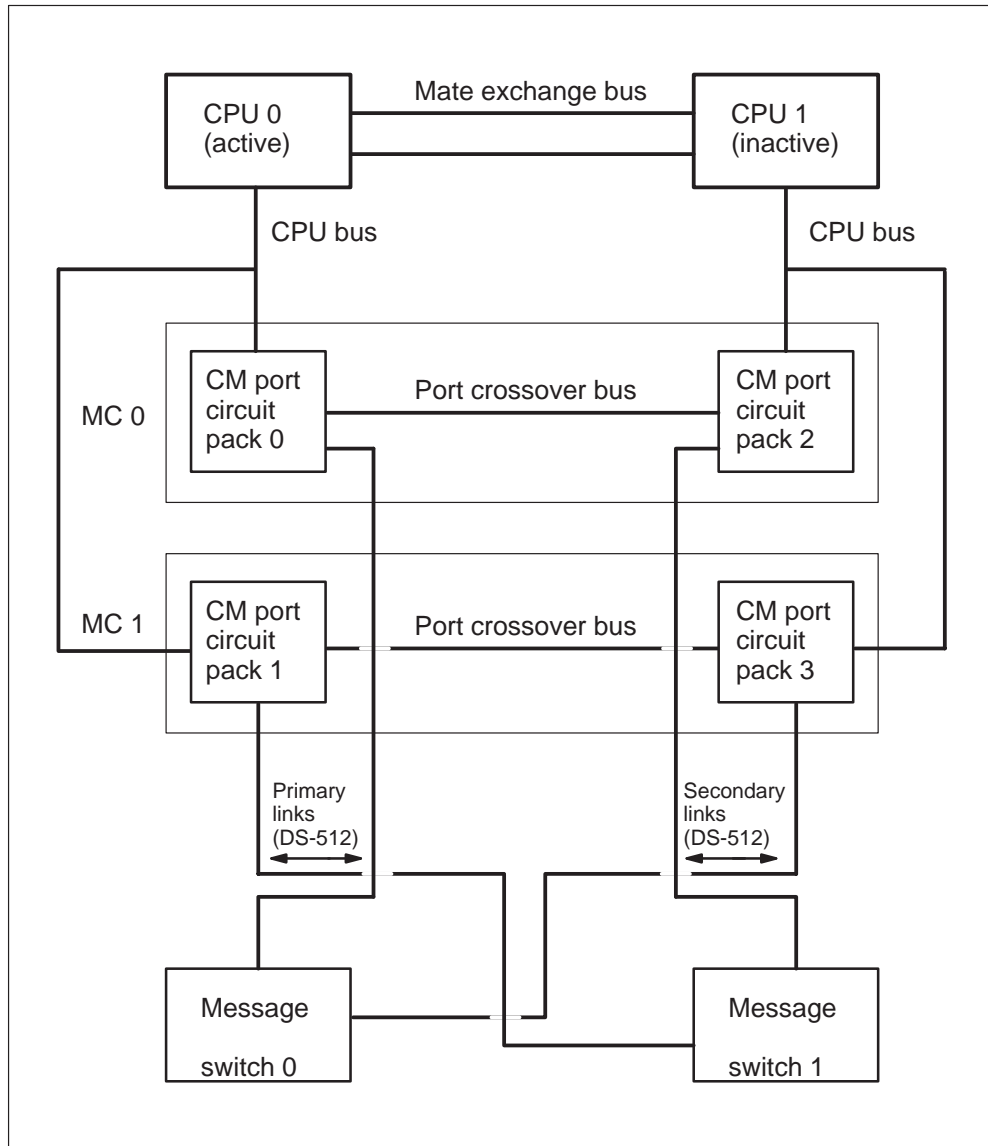 CPU 0
(active)
Mate exchange bus
CPU 1
(inactive)
CPU bus
CPU bus
MC 0
CM port
circuit
pack 0
Port crossover bus
CM port
circuit
pack 2
MC 1
CM port
circuit
pack 1
Port crossover bus
CM port
circuit
pack 3
Primary
links
(DS-512)
Secondary
links
(DS-512)
Message
switch 0
Message
switch 1